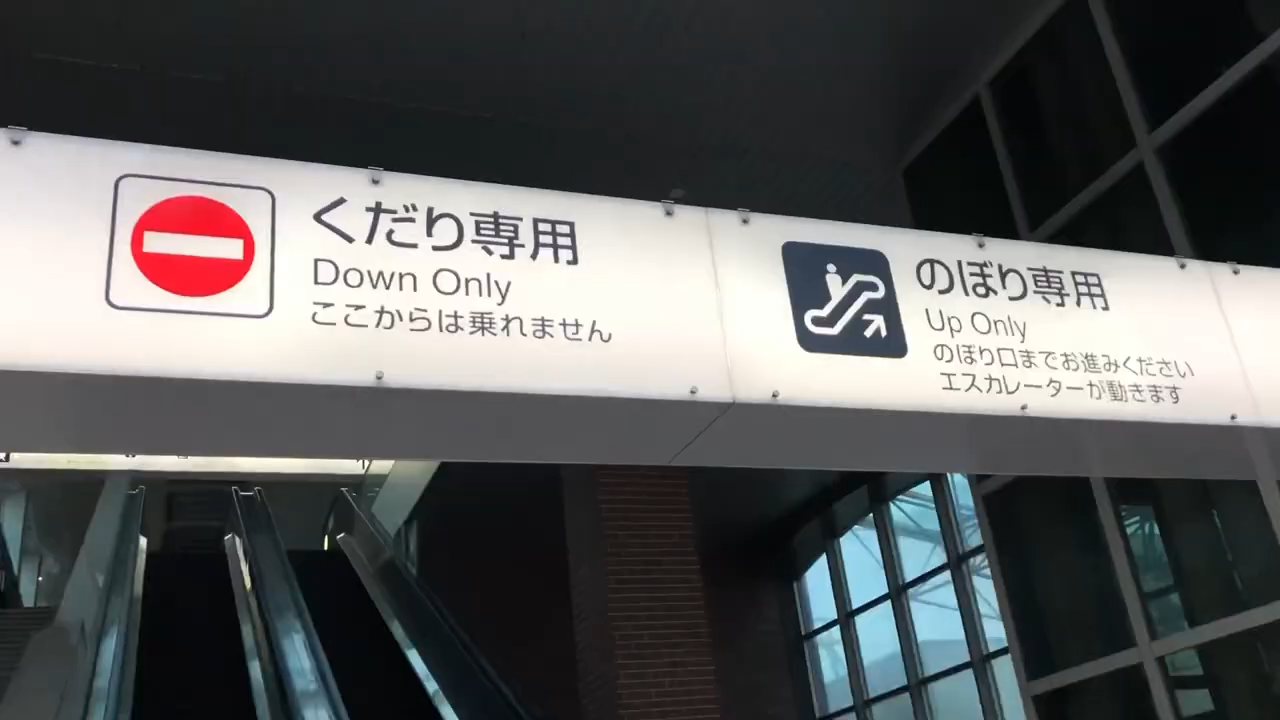 くだり専用
Down Only
ここからは乗れません
のぼり専用
Up Only
のぼり口までお進みください
エスカレーターが動きます